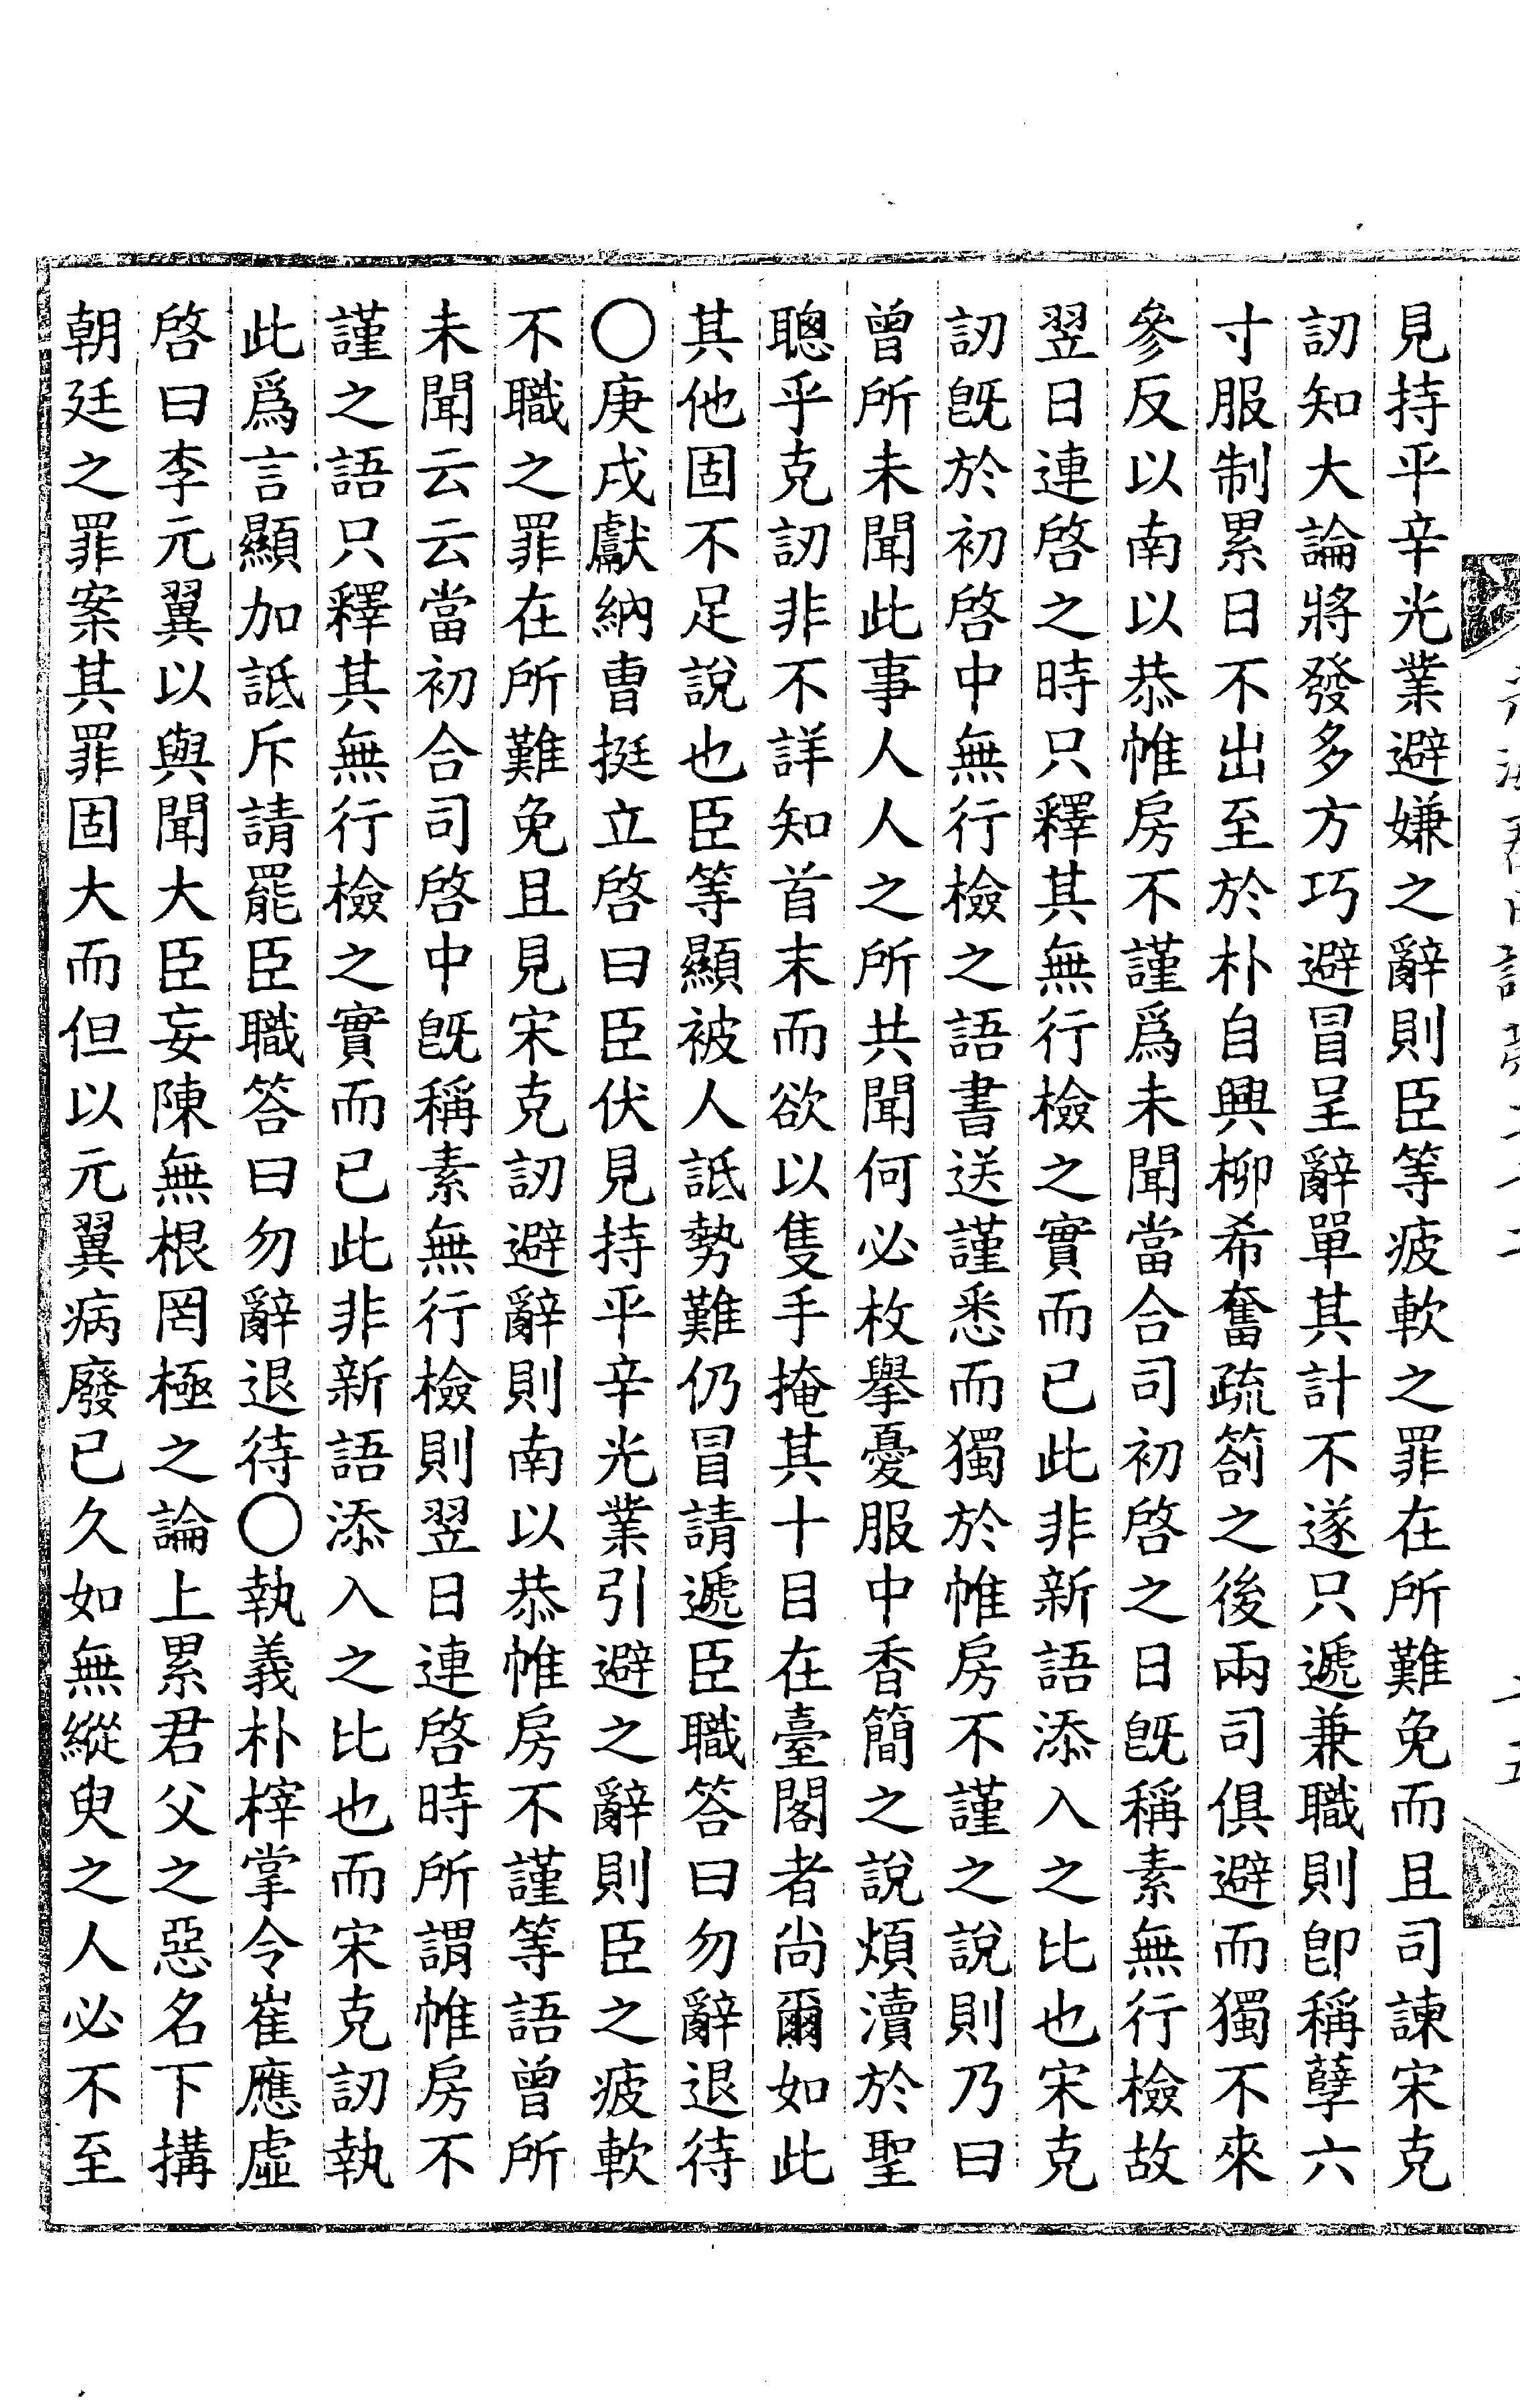 見持平辛光業避嫌之辭則臣等疲軟之罪在所難免而且司諫宋克
訒知大論將發多方巧避冒呈辭單其計不遂只遞兼職則卽稱孽六
寸服制累日不出至於朴自興柳希奮疏箚之後兩司俱避而獨不來
參反以南以恭帷房不謹爲未聞當合司初啓之日旣稱素無行檢故
翌日連啓之時只釋其無行檢之實而已此非新語添入之比也宋克
訒旣於初啓中無行檢之語書送謹悉而獨於帷房不謹之說則乃曰
曾所未聞此事人人之所共聞何必枚擧憂服中香簡之說煩瀆於聖
聰乎克訒非不詳知首末而欲以隻手掩其十目在臺閣者尙爾如此
其他固不足說也臣等顯被人詆勢難仍冒請遞臣職答曰勿辭退待
○庚戌獻納曺挺立啓曰臣伏見持平辛光業引避之辭則臣之疲軟
不職之罪在所難免且見宋克訒避辭則南以恭帷房不謹等語曾所
未聞云云當初合司啓中旣稱素無行檢則翌日連啓時所謂帷房不
謹之語只釋其無行檢之實而已此非新語添入之比也而宋克訒執
此爲言顯加詆斥請罷臣職答曰勿辭退待○執義朴榟掌令崔應虛
啓曰李元翼以與聞大臣妄陳無根罔極之論上累君父之惡名下搆
朝廷之罪案其罪固大而但以元翼病廢已久如無縱臾之人必不至